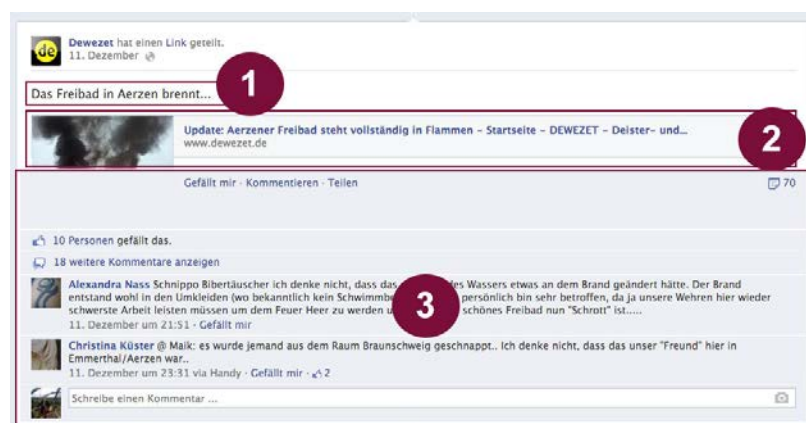 de
Dewezet hat einen Link geteilt.
11. Dezember
1
Das Freibad in Aerzen brennt...
Update: Aerzener Freibad steht vollständig in Flammen – Startseite – DEWEZET – Deister- und...
www.dewezet.de
2
Gefällt mir · Kommentieren · Teilen
70
10 Personen gefällt das.
18 weitere Kommentare anzeigen
Alexandra Nass Schnippo Bibertäuscher ich denke nicht, dass das des Wassers etwas an dem Brand geändert hätte. Der Brand
entstand wohl in den Umkleiden (wo bekanntlich kein persönlich bin sehr betroffen, da ja unsere Wehren hier wieder
schwerste Arbeit leisten müssen um dem Feuer Heer zu werden schönes Freibad nun "Schrott" ist.....
3
11. Dezember um 21:51 · Gefällt mir
Christina Küster @ Maik: es wurde jemand aus dem Raum Braunschweig geschnappt.. Ich denke nicht, dass das unser "Freund" hier in
Emmerthal/Aerzen war..
11. Dezember um 23:31 via Handy · Gefällt mir · 2
Schreibe einen Kommentar ...